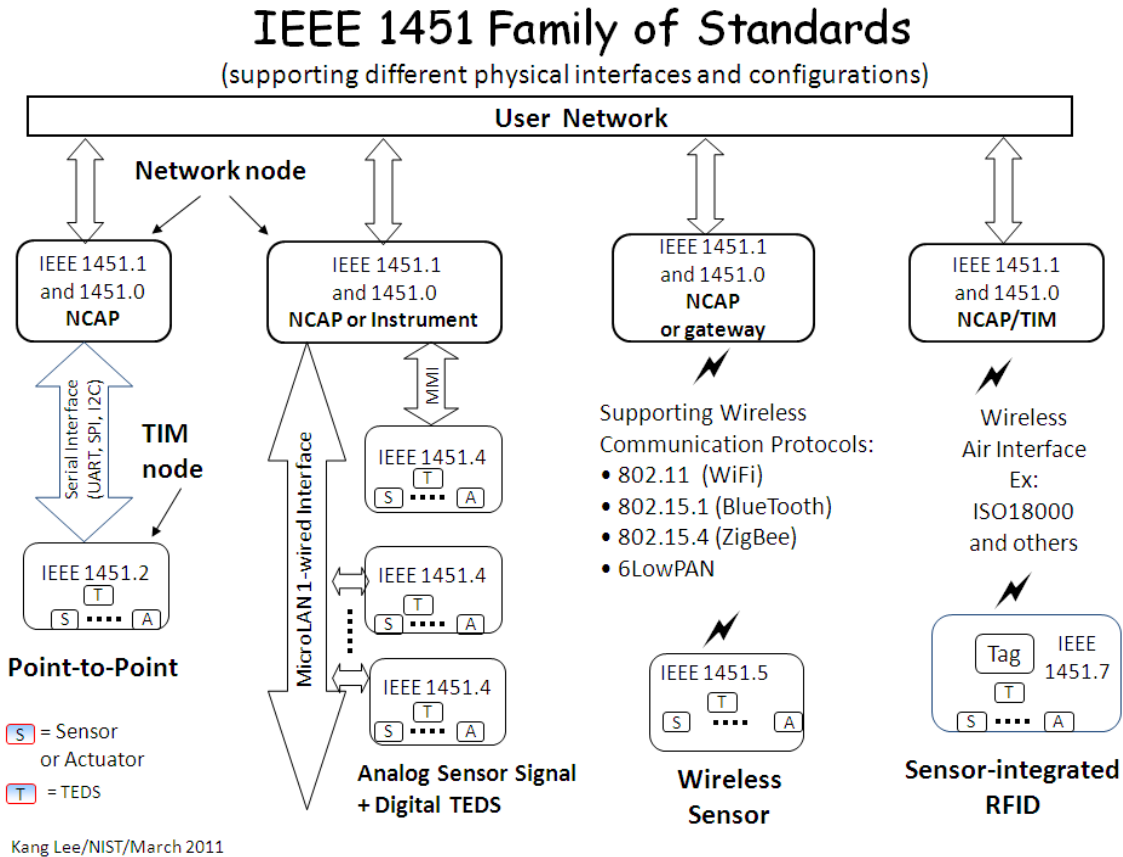 IEEE 1451 Family of Standards
(supporting different physical interfaces and configurations)
User Network
Network node
IEEE 1451.1
and 1451.0
NCAP
IEEE 1451.1
and 1451.0
NCAP or Instrument
IEEE 1451.1
and 1451.0
NCAP
or gateway
IEEE 1451.1
and 1451.0
NCAP/TIM
Serial Interface
(UART, SPI, I2C)
TIM
node
IEEE 1451.2
T
S A
Point-to-Point
MicroLAN 1-wired Interface
MMI
IEEE 1451.4
T
S A
IEEE 1451.4
T
S A
IEEE 1451.4
T
S A
Analog Sensor Signal
+ Digital TEDS
Supporting Wireless
Communication Protocols:
• 802.11 (WiFi)
• 802.15.1 (BlueTooth)
• 802.15.4 (ZigBee)
• 6LowPAN
IEEE 1451.5
T
S A
Wireless
Sensor
Wireless
Air Interface
Ex:
ISO18000
and others
Tag
IEEE
1451.7
T
S A
Sensor-integrated
RFID
S = Sensor
or Actuator
T = TEDS
Kang Lee/NIST/March 2011